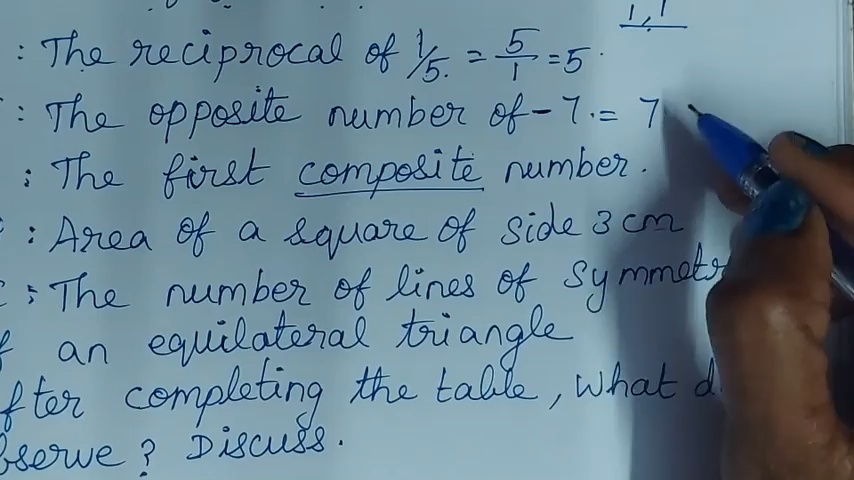 : The reciprocal of 1/5. = 5/1 = 5.
: The opposite number of - 7. = 7
: The first composite number.
: Area of a square of side 3 cm
: The number of lines of symmetr
an equilateral triangle
fter completing the table, what d
bserve? Discuss.